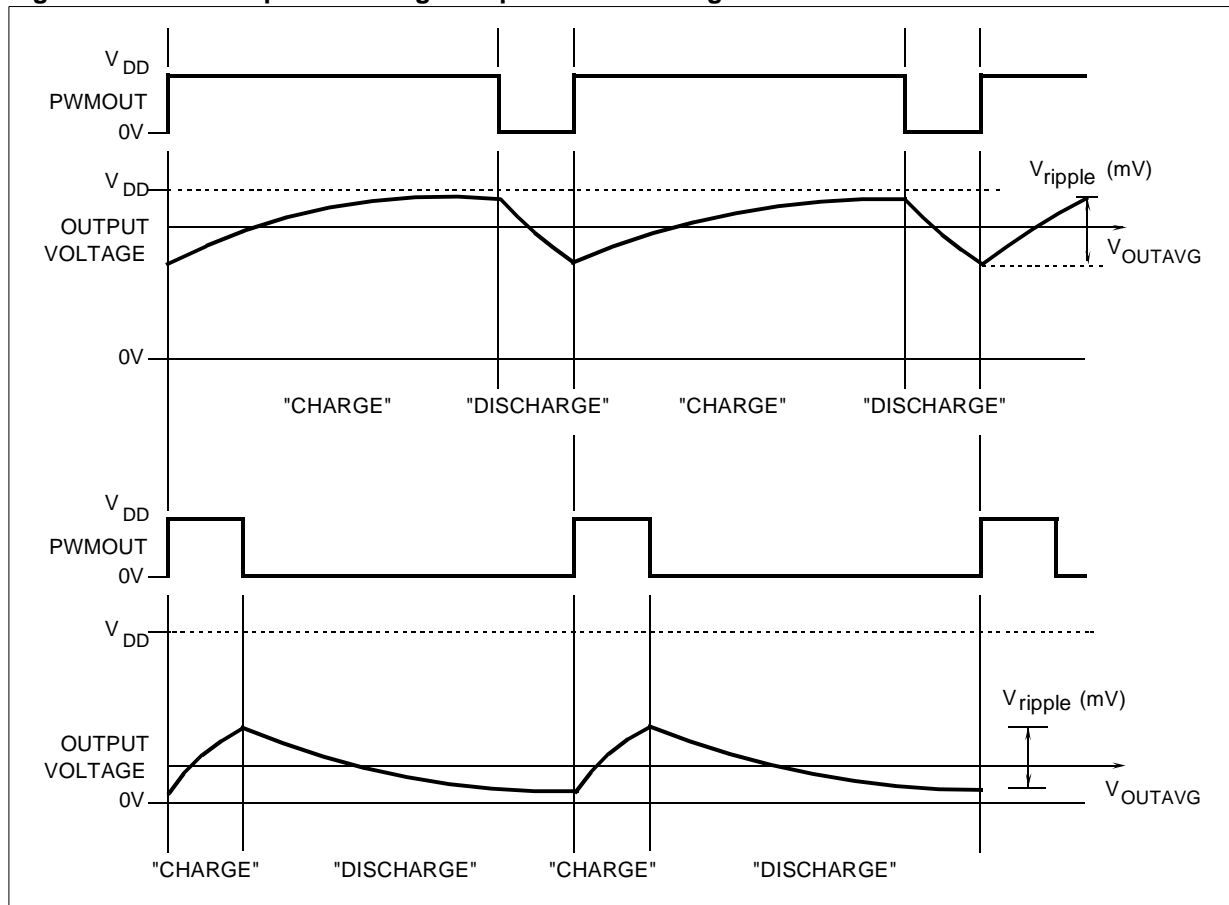 V DD
PWMOUT
0V
V DD
V ripple (mV)
OUTPUT
VOLTAGE
V OUTAVG
0V
"CHARGE" "DISCHARGE" "CHARGE" "DISCHARGE"
V DD
PWMOUT
0V
V DD
V ripple (mV)
OUTPUT
VOLTAGE
0V
V OUTAVG
"CHARGE" "DISCHARGE" "CHARGE" "DISCHARGE"